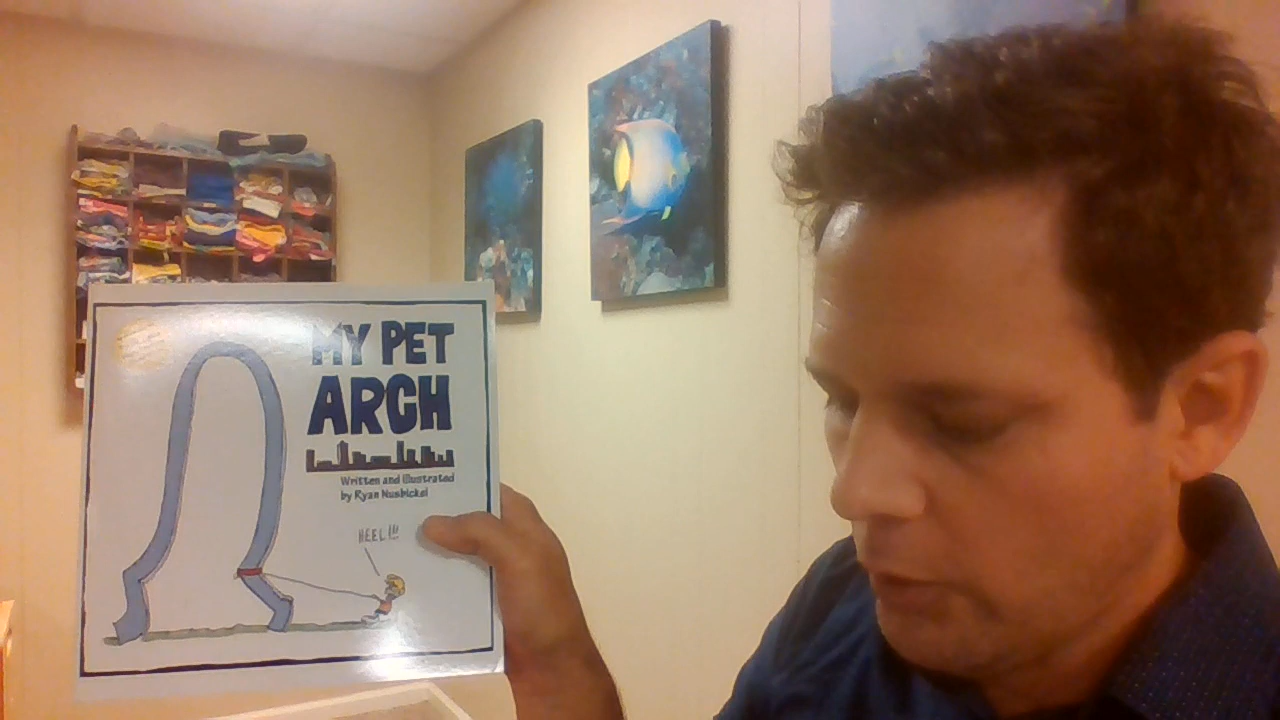 MY PET
ARCH
Written and illustrated
by Ryan Nusbickel
HEEL!!!